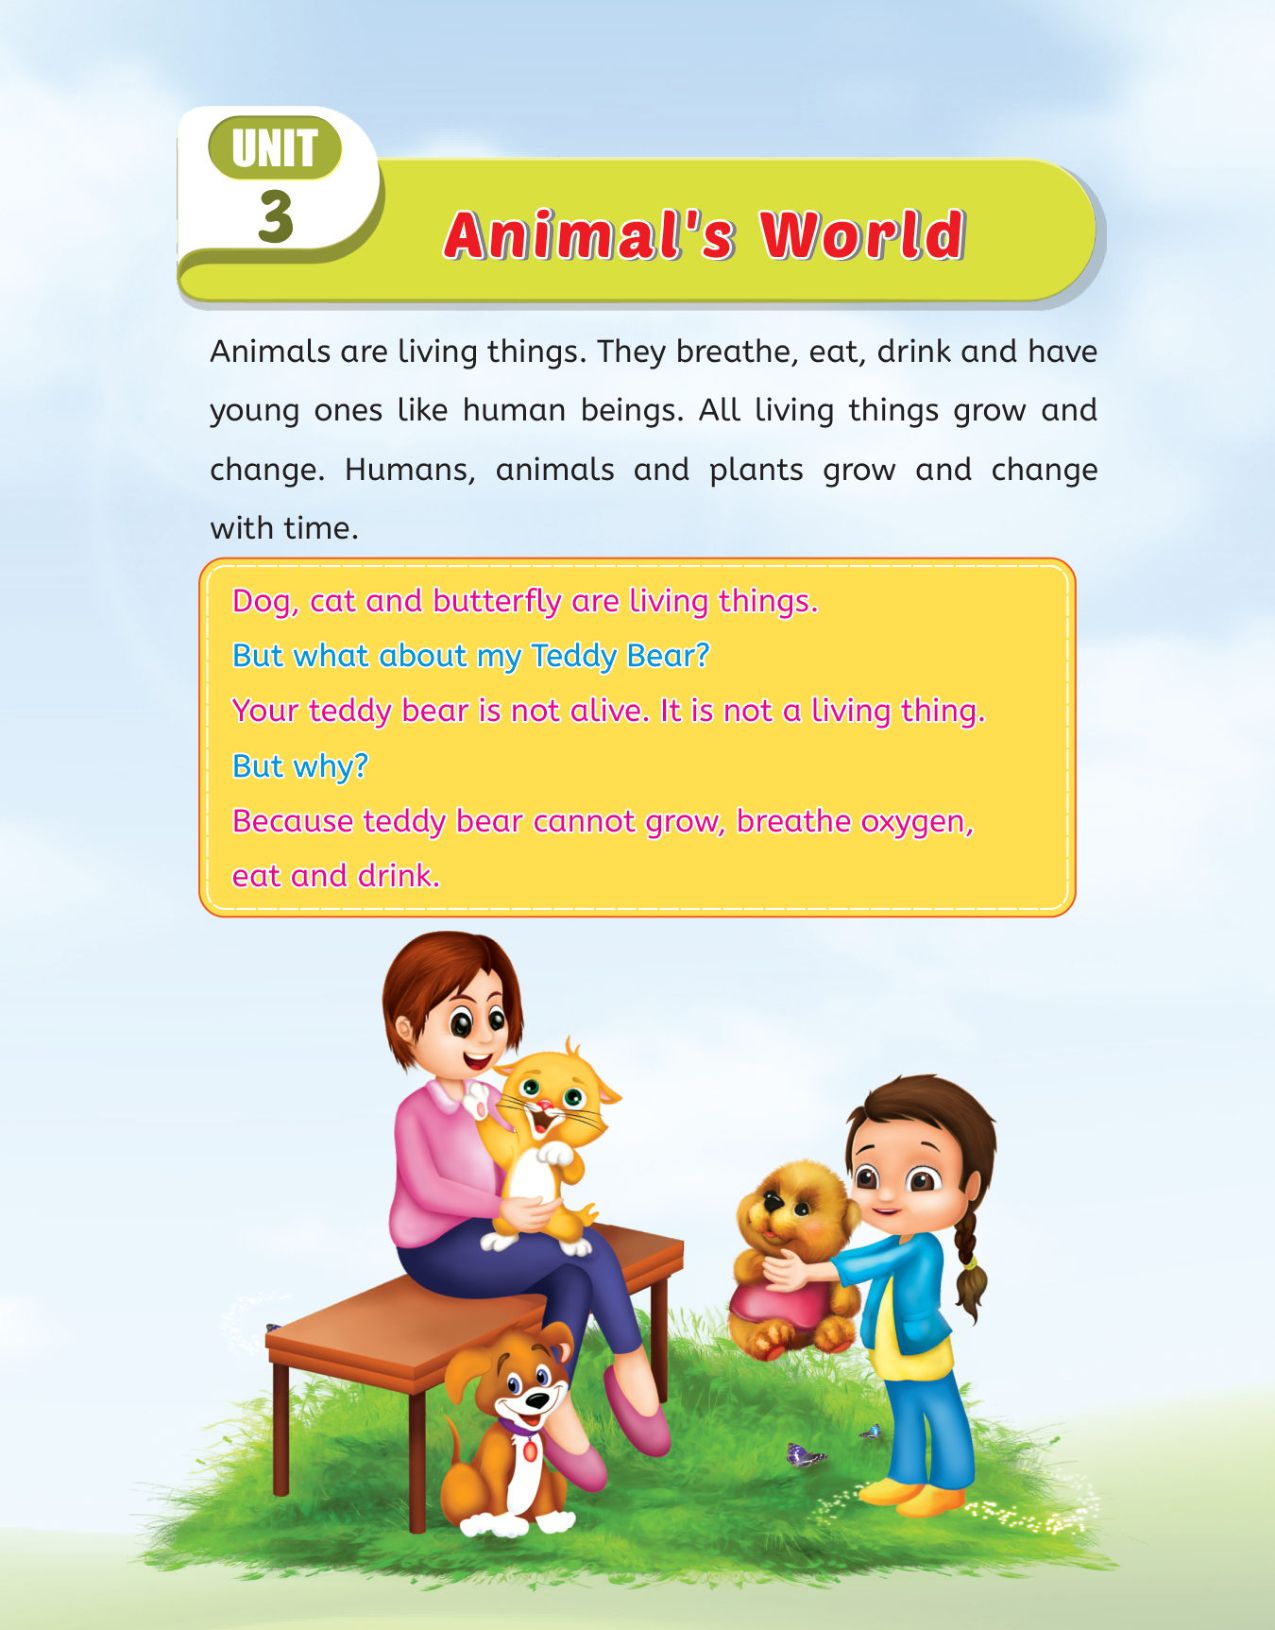 UNIT
3
Animal's World
Animals are living things. They breathe, eat, drink and have
young ones like human beings. All living things grow and
change. Humans, animals and plants grow and change
with time.
Dog, cat and butterfly are living things.
But what about my Teddy Bear?
Your teddy bear is not alive. It is not a living thing.
But why?
Because teddy bear cannot grow, breathe oxygen,
eat and drink.